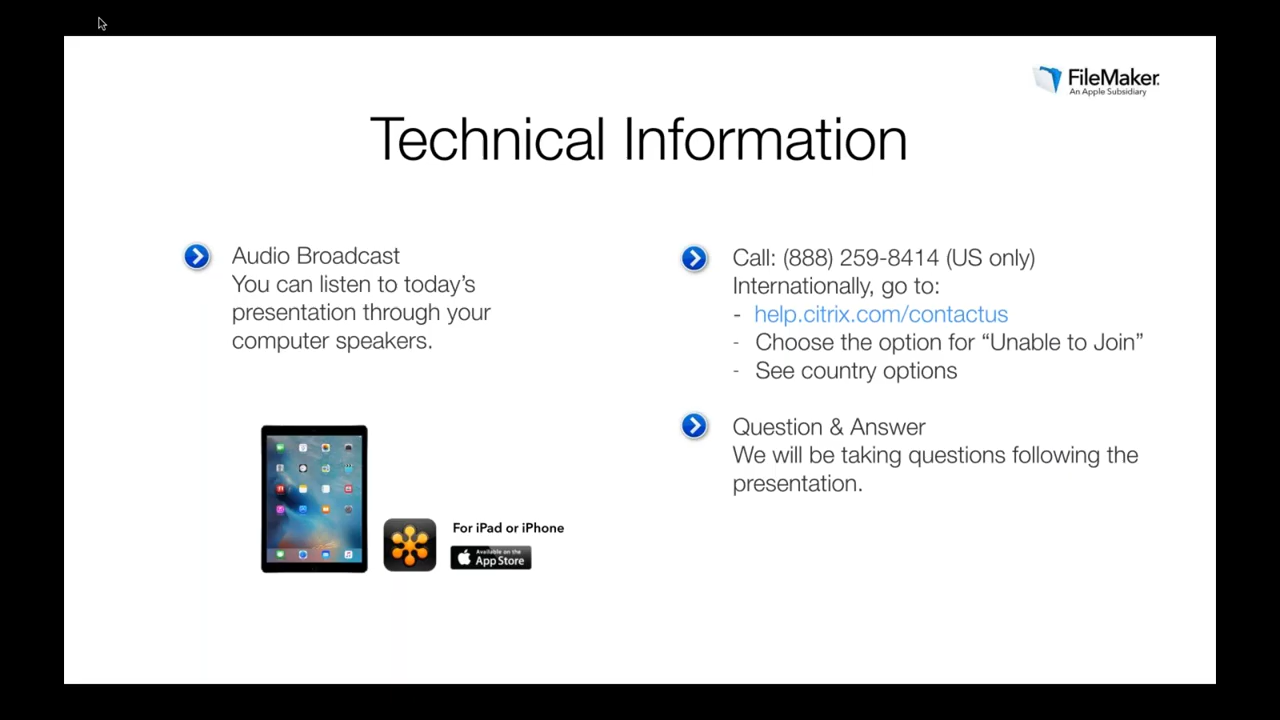 FileMaker.
An Apple Subsidiary
Technical Information
Audio Broadcast
You can listen to today’s
presentation through your
computer speakers.
For iPad or iPhone
Available on the
App Store
Call: (888) 259-8414 (US only)
Internationally, go to:
- help.citrix.com/contactus
- Choose the option for “Unable to Join”
- See country options
Question & Answer
We will be taking questions following the
presentation.